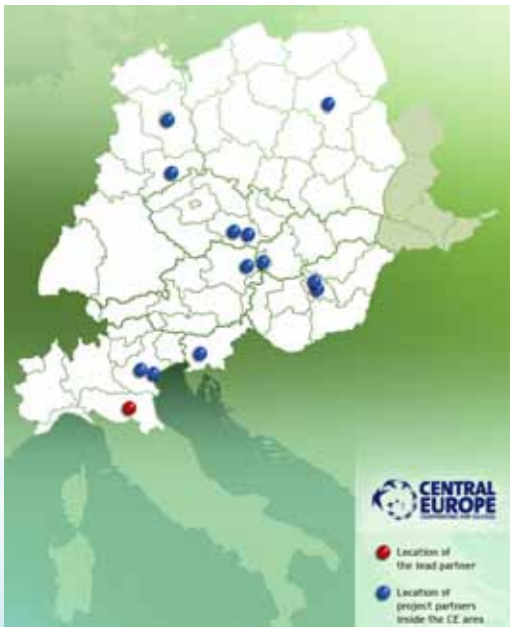 CENTRAL
EUROPE
COOPERATING FOR SUCCESS
Location of
the lead partner
Location of
project partners
inside the CE area